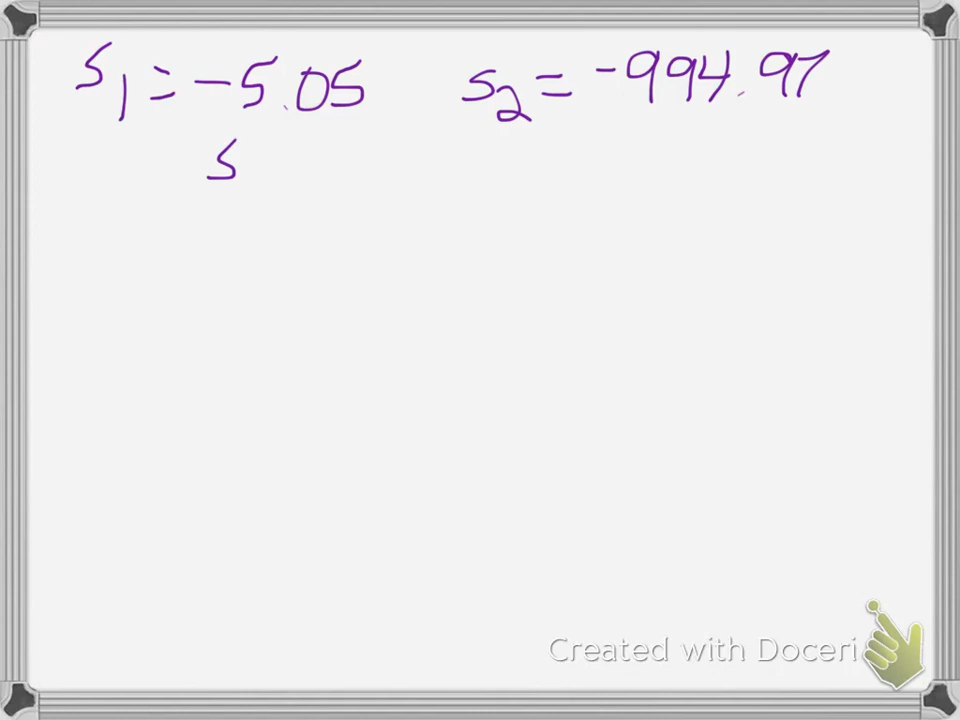 s₁ = -5.05 s₂ = -994.97
s
Created with Doceri